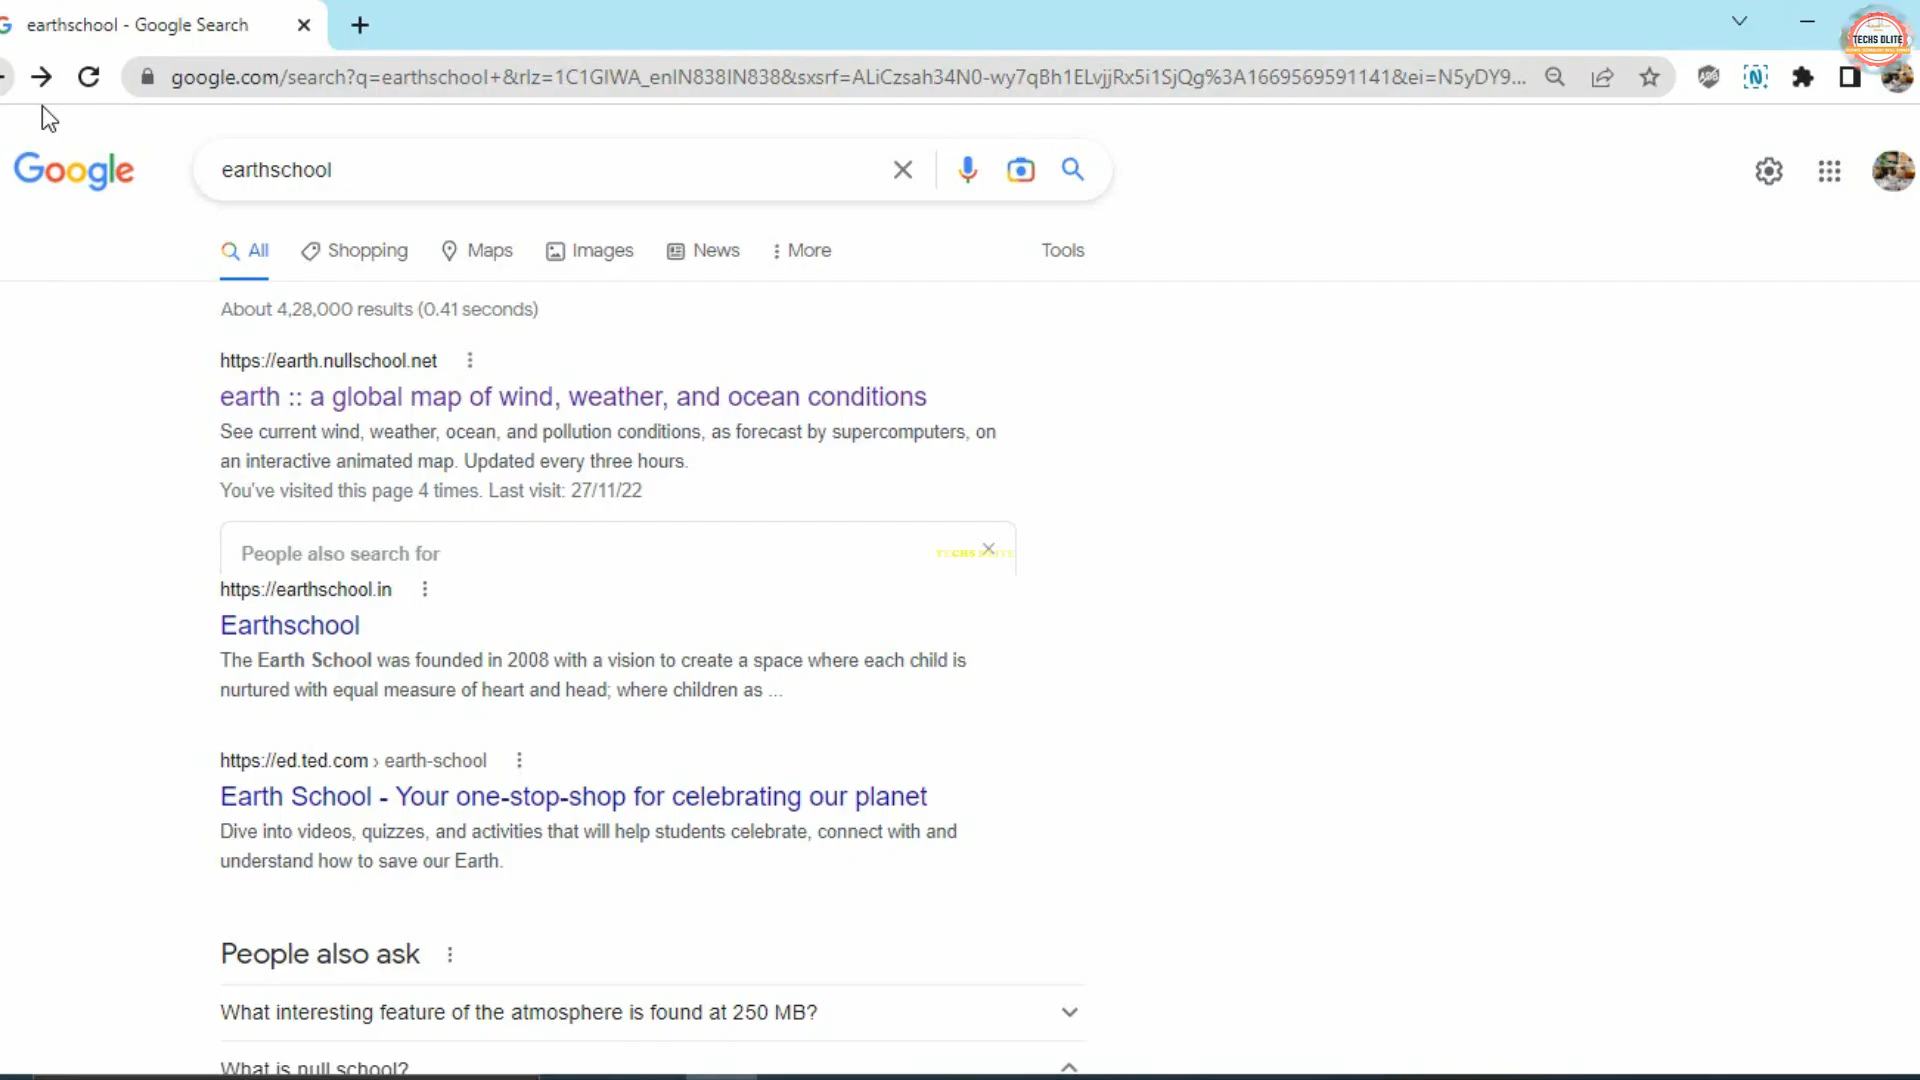 earthschool - Google Search
TECHS DLITE
google.com/search?q=earthschool+&rlz=1C1GIWA_enIN838IN838&sxsrf=ALiCzsah34N0-wy7qBh1ELvjjRx5i1SjQg%3A1669569591141&ei=N5yDY9...
Google
earthschool
All
Shopping
Maps
Images
News
More
Tools
About 4,28,000 results (0.41 seconds)
https://earth.nullschool.net
earth :: a global map of wind, weather, and ocean conditions
See current wind, weather, ocean, and pollution conditions, as forecast by supercomputers, on
an interactive animated map. Updated every three hours.
You've visited this page 4 times. Last visit: 27/11/22
People also search for
TECHS DLITE
https://earthschool.in
Earthschool
The Earth School was founded in 2008 with a vision to create a space where each child is
nurtured with equal measure of heart and head; where children as ...
https://ed.ted.com › earth-school
Earth School - Your one-stop-shop for celebrating our planet
Dive into videos, quizzes, and activities that will help students celebrate, connect with and
understand how to save our Earth.
People also ask
What interesting feature of the atmosphere is found at 250 MB?
What is null school?